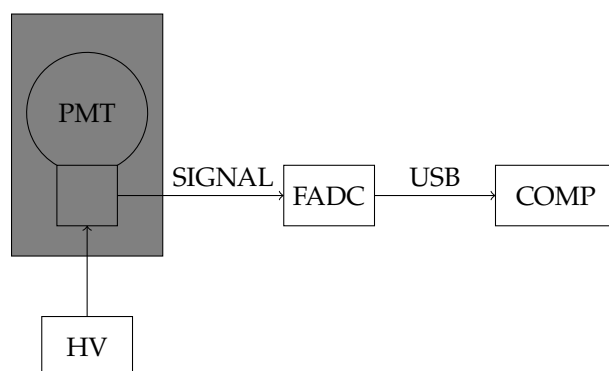 PMT
SIGNAL
USB
FADC
COMP
HV